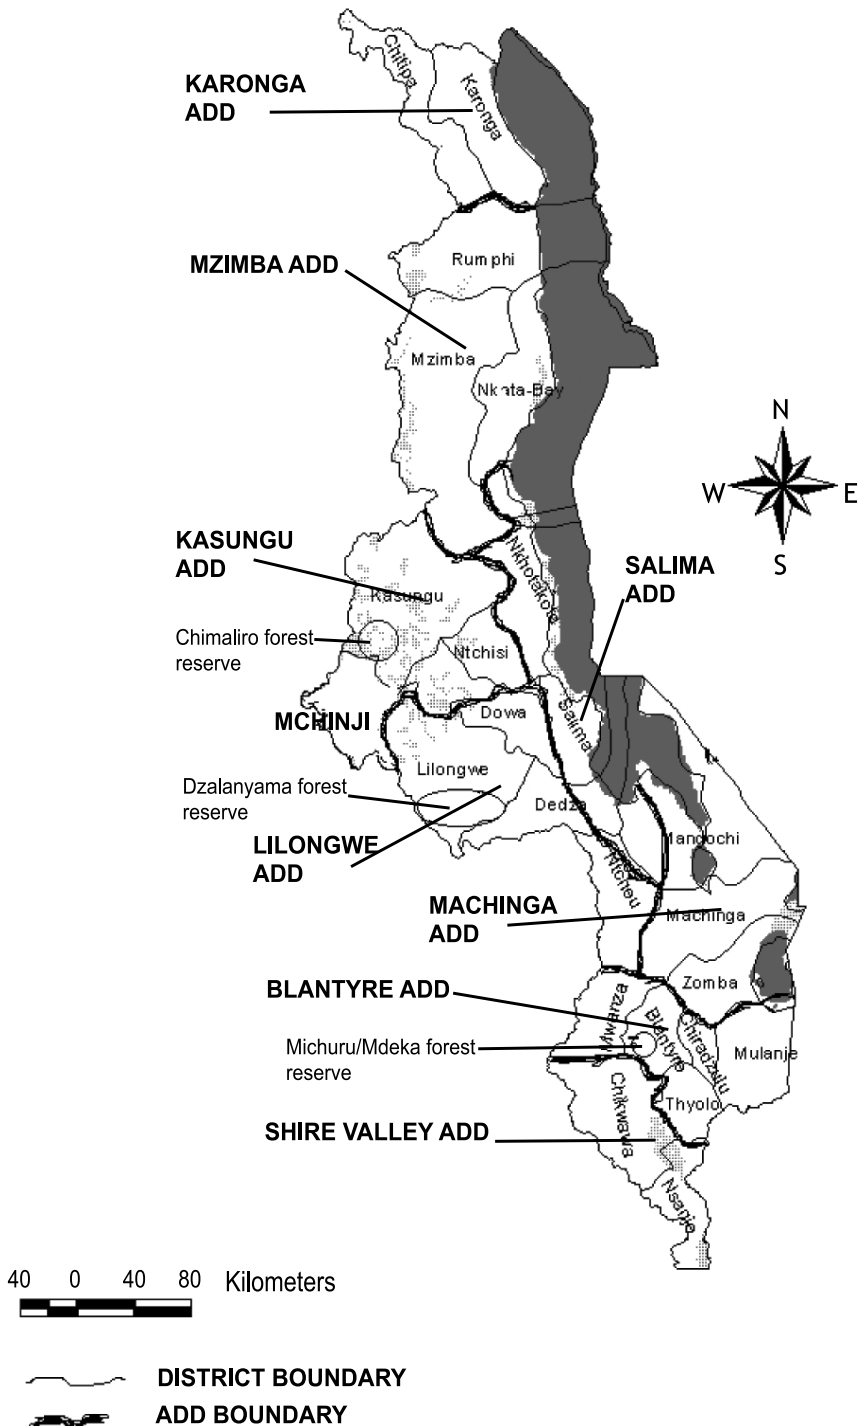 Chitipa
KARONGA
ADD
Karonga
MZIMBA ADD
Rumphi
Mzimba
Nkhata-Bay
N
W
E
S
KASUNGU
ADD
Nkhotakota
SALIMA
ADD
Kasungu
Chimaliro forest
reserve
Ntchisi
MCHINJI
Dowa
Salima
Lilongwe
Dzalanyama forest
reserve
Dedza
LILONGWE
ADD
Mangochi
Ntcheu
MACHINGA
ADD
Machinga
BLANTYRE ADD
Zomba
Mwanza
Blantyre
Chiradzulu
Michuru/Mdeka forest
reserve
Mulanje
Chikwawa
Thyolo
SHIRE VALLEY ADD
Nsanje
40 0 40 80 Kilometers
DISTRICT BOUNDARY
ADD BOUNDARY